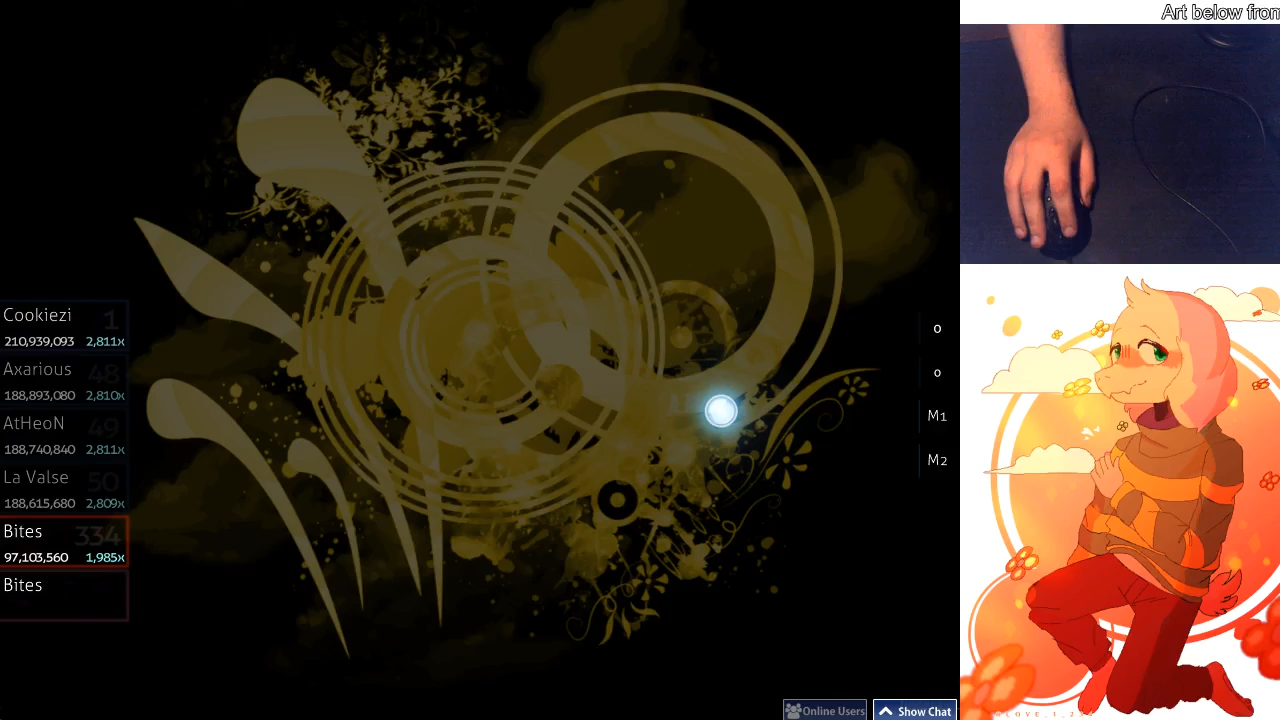 Art below from
Cookiezi
1
210,939,093 2,811x
Axarious
48
188,893,080 2,810x
AtHeoN
49
188,740,840 2,811x
La Valse
50
188,615,680 2,809x
Bites
334
97,103,560 1,985x
Bites
0
0
M1
M2
Online Users
Show Chat